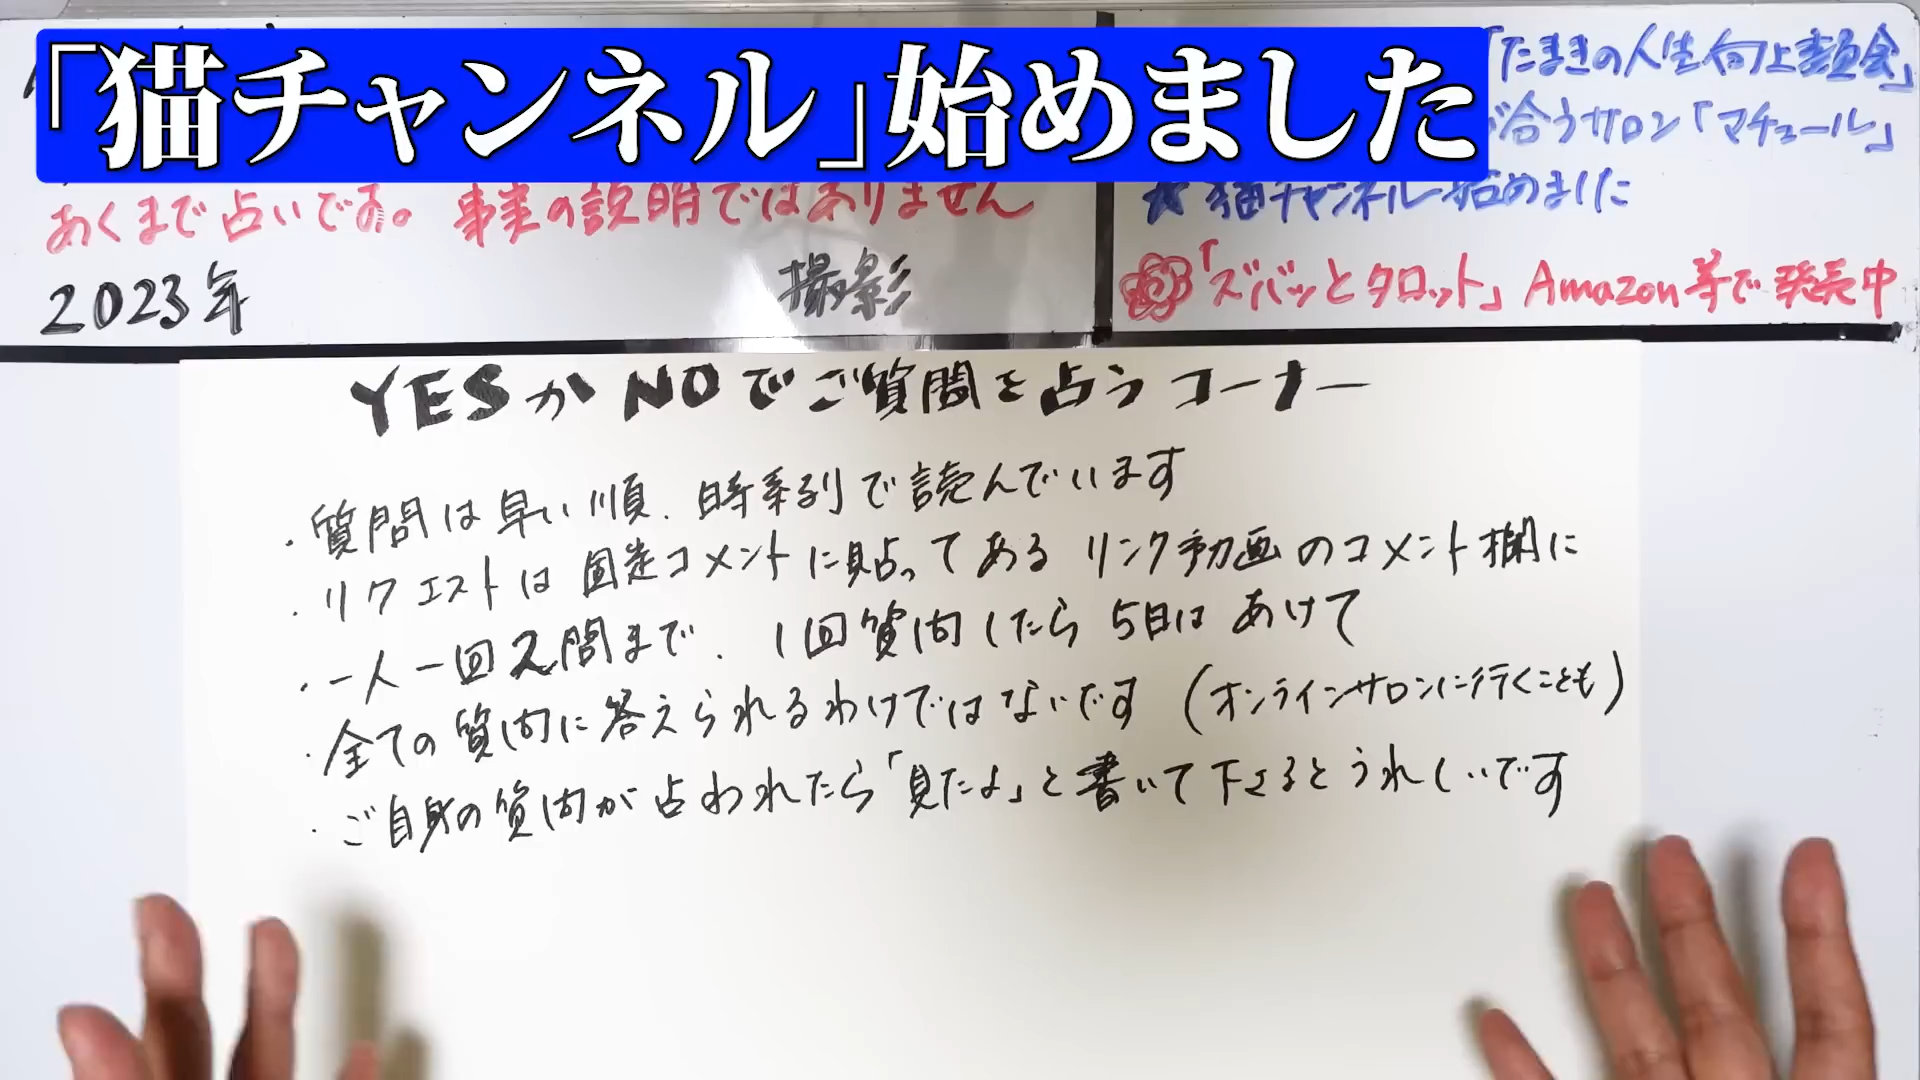 「猫チャンネル」始めました
「たまきの人生向上委員会」
合うサロン「マチュール」
★猫チャンネル始めました
「ズバッとタロット」Amazon等で発売中
あくまで占いです。事実の説明ではありません
2023年 撮影
YESかNOでご質問を占うコーナー
・質問は早い順、時系列で読んでいます
・リクエストは固定コメントに貼ってあるリンク動画のコメント欄に
・一人一回2問まで、1回質問したら5日はあけて
・全ての質問に答えられるわけではないです(オンラインサロンに行くことも)
・ご自身の質問が占われたら「見たよ」と書いて下さるとうれしいです